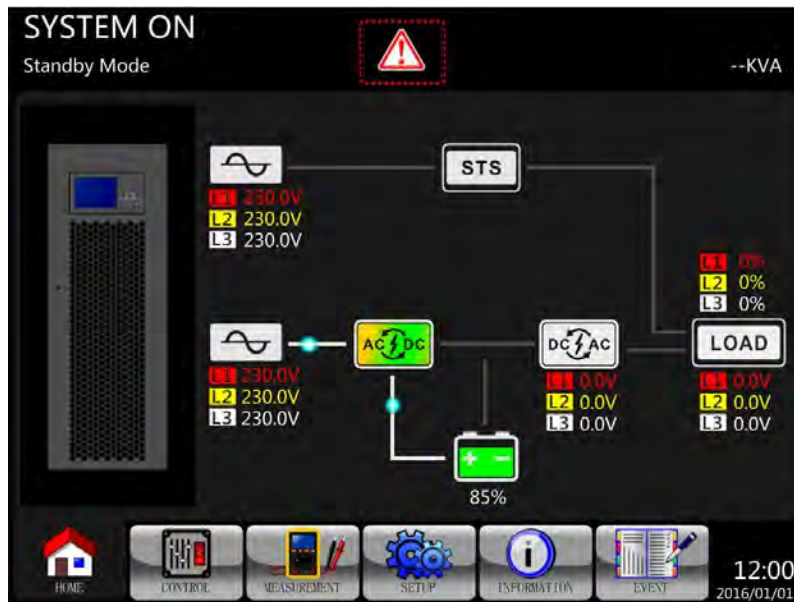 SYSTEM ON
Standby Mode
--KVA
STS
L1 230.0V
L2 230.0V
L3 230.0V
L1 0%
L2 0%
L3 0%
AC DC
DC AC
LOAD
L1 230.0V
L2 230.0V
L3 230.0V
L1 0.0V
L2 0.0V
L3 0.0V
L1 0.0V
L2 0.0V
L3 0.0V
+ -
85%
HOME
CONTROL
MEASUREMENT
SETUP
INFORMATION
EVENT
12:00
2016/01/01